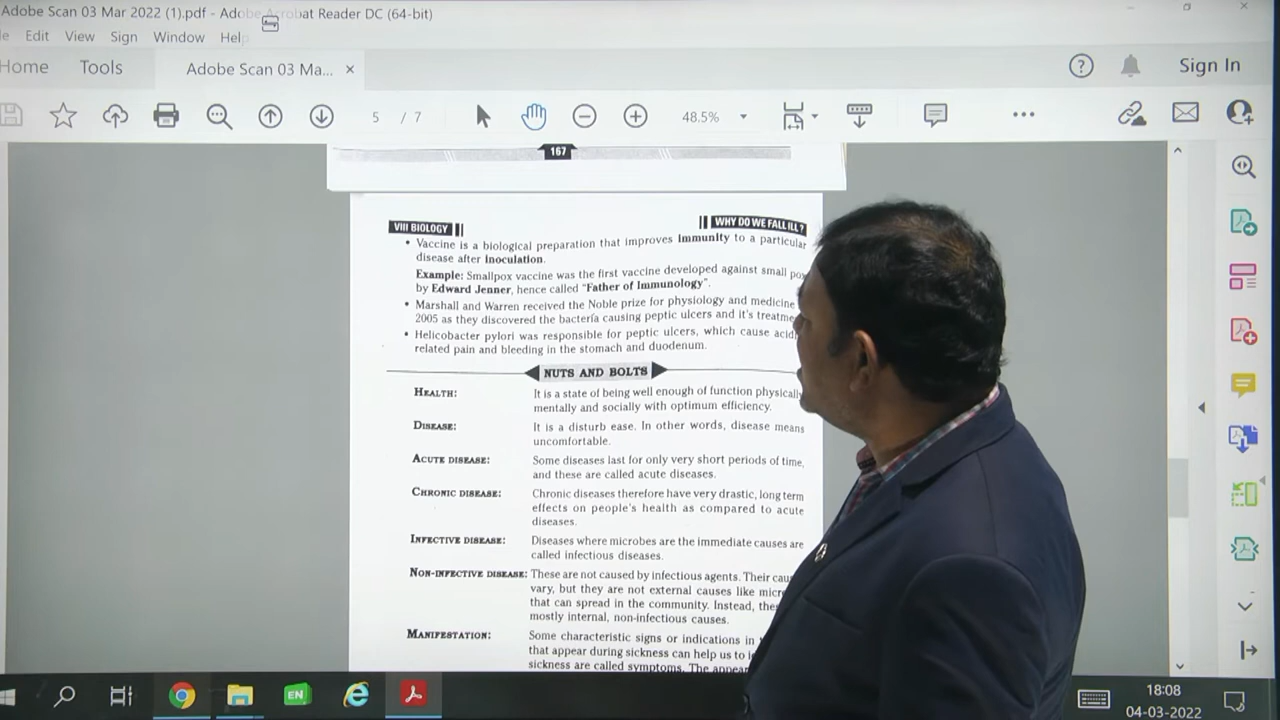 Adobe Scan 03 Mar 2022 (1).pdf - Adobe Acrobat Reader DC (64-bit)
Edit View Sign Window Help
Home Tools Adobe Scan 03 Ma... × Sign In
5 / 7 48.5%
167
VIII BIOLOGY WHY DO WE FALL ILL?
• Vaccine is a biological preparation that improves immunity to a particular
disease after inoculation.
Example: Smallpox vaccine was the first vaccine developed against small pox
by Edward Jenner, hence called "Father of Immunology".
• Marshall and Warren received the Noble prize for physiology and medicine
2005 as they discovered the bacteria causing peptic ulcers and it's
• Helicobacter pylori was responsible for peptic ulcers, which cause
related pain and bleeding in the stomach and duodenum.
NUTS AND BOLTS
HEALTH: It is a state of being well enough of function physically
mentally and socially with optimum efficiency.
DISEASE: It is a disturb ease. In other words, disease means
uncomfortable.
ACUTE DISEASE: Some diseases last for only very short periods of time,
and these are called acute diseases.
CHRONIC DISEASE: Chronic diseases therefore have very drastic, long term
effects on people's health as compared to acute
diseases.
INFECTIVE DISEASE: Diseases where microbes are the immediate causes are
called infectious diseases.
NON-INFECTIVE DISEASE: These are not caused by infectious agents. Their
vary, but they are not external causes like
that can spread in the community. Instead,
mostly internal, non-infectious causes.
MANIFESTATION: Some characteristic signs or indications in
that appear during sickness can help us to
sickness are called symptoms. The
EN
18:08
04-03-2022